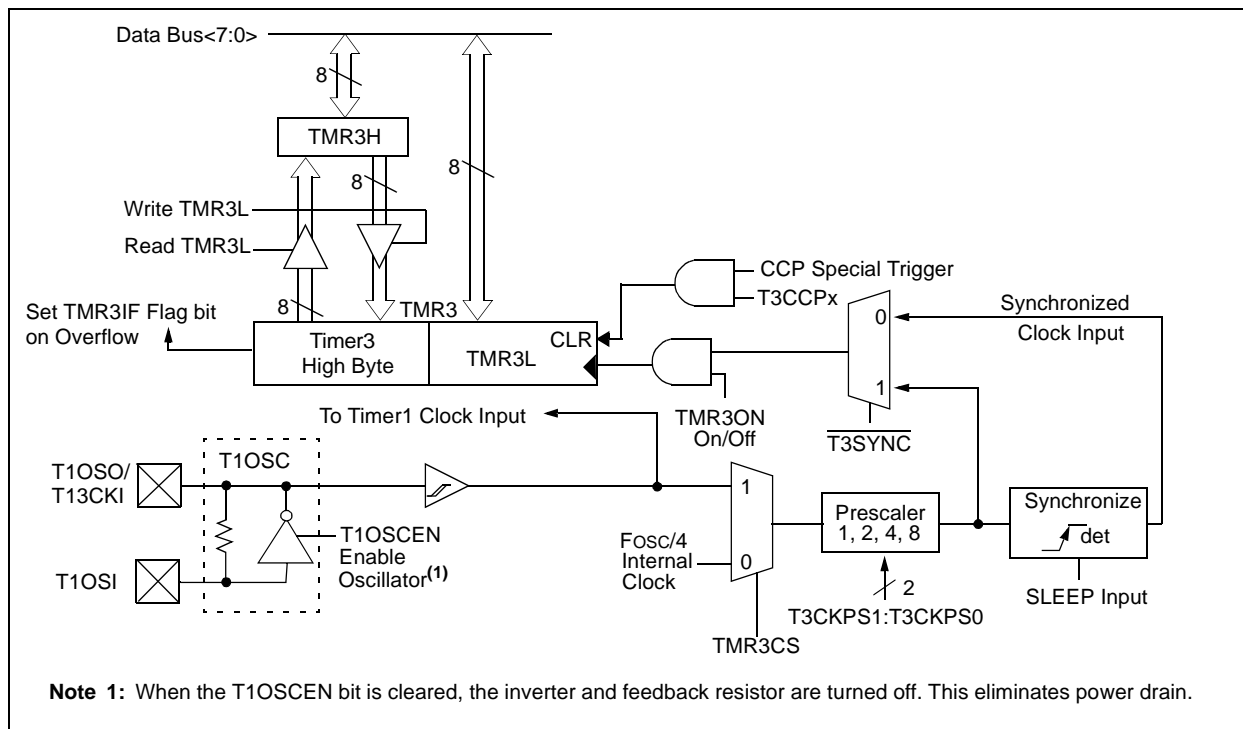 Data Bus<7:0>
8
TMR3H
8
8
Write TMR3L
Read TMR3L
CCP Special Trigger
8
TMR3
T3CCPx
Set TMR3IF Flag bit
on Overflow
Synchronized
Clock Input
0
Timer3
High Byte
TMR3L
CLR
1
To Timer1 Clock Input
TMR3ON
On/Off
T3SYNC
T1OSC
T1OSO/
T13CKI
1
Prescaler
1, 2, 4, 8
Synchronize
det
T1OSCEN
Enable
Oscillator(1)
FOSC/4
Internal
Clock
0
T1OSI
2
SLEEP Input
T3CKPS1:T3CKPS0
TMR3CS
Note 1: When the T1OSCEN bit is cleared, the inverter and feedback resistor are turned off. This eliminates power drain.